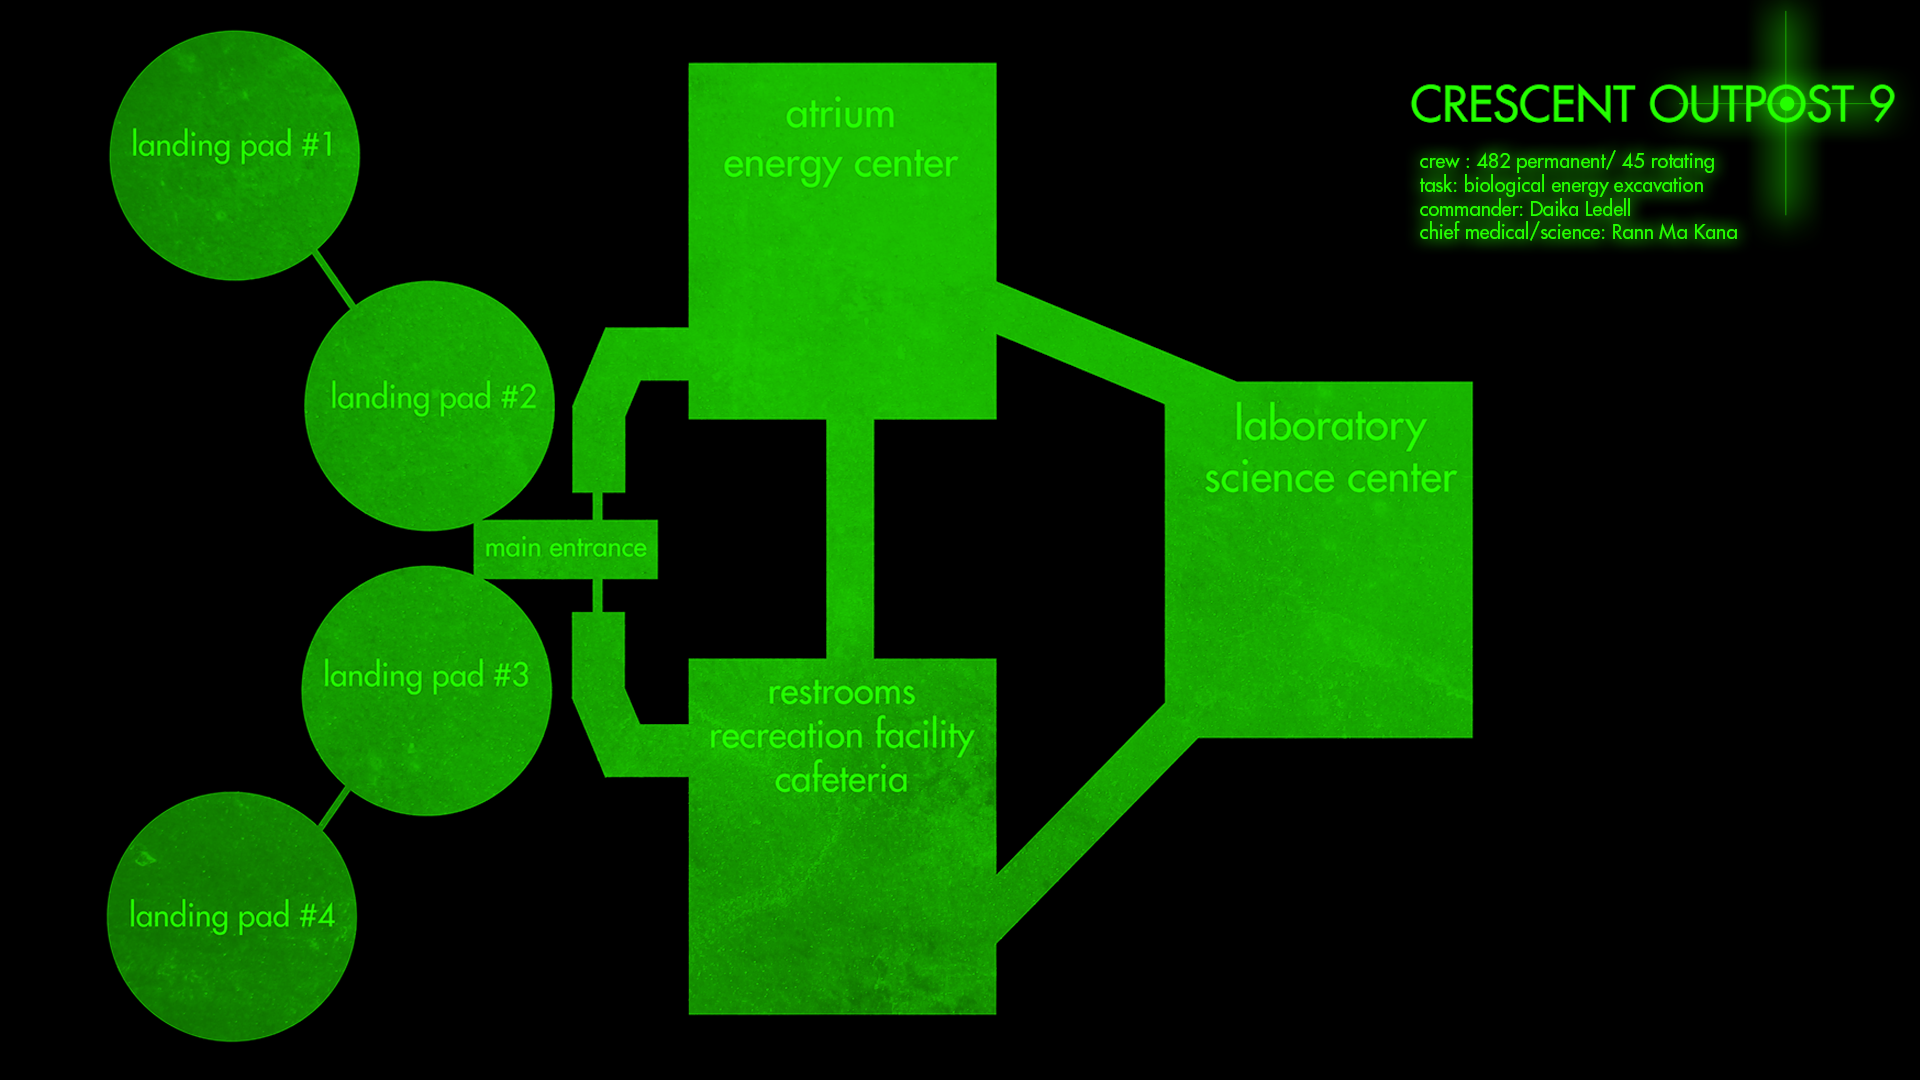 CRESCENT OUTPOST 9
crew : 482 permanent/ 45 rotating
task: biological energy excavation
commander: Daika Ledell
chief medical/science: Rann Ma Kana
landing pad #1
landing pad #2
landing pad #3
landing pad #4
main entrance
atrium
energy center
restrooms
recreation facility
cafeteria
laboratory
science center